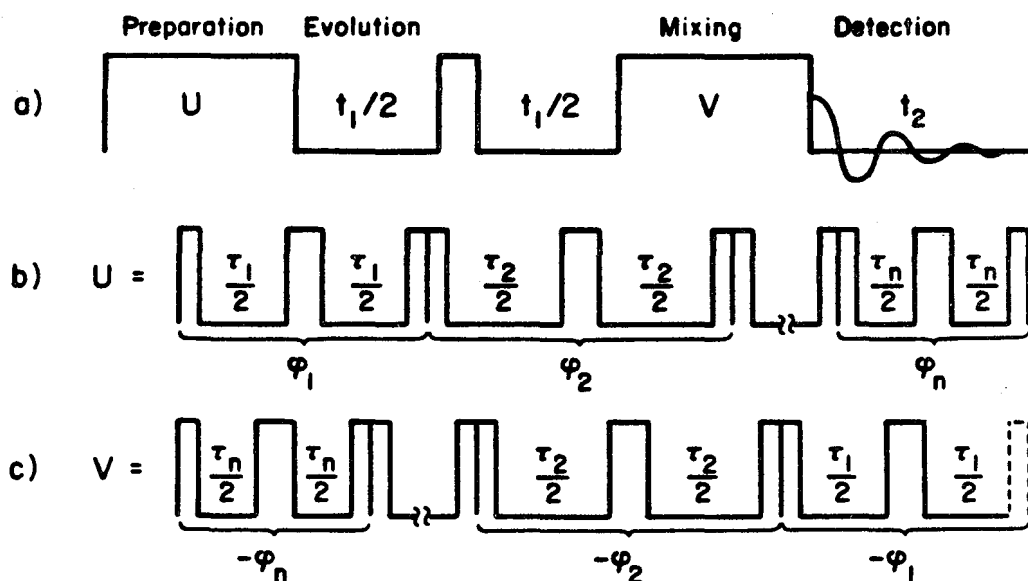 Preparation Evolution Mixing Detection
a) U t₁/2 t₁/2 V t₂
b) U = τ₁/2 τ₁/2 τ₂/2 τ₂/2 τₙ/2 τₙ/2
φ₁ φ₂ φₙ
c) V = τₙ/2 τₙ/2 τ₂/2 τ₂/2 τ₁/2 τ₁/2
-φₙ -φ₂ -φ₁